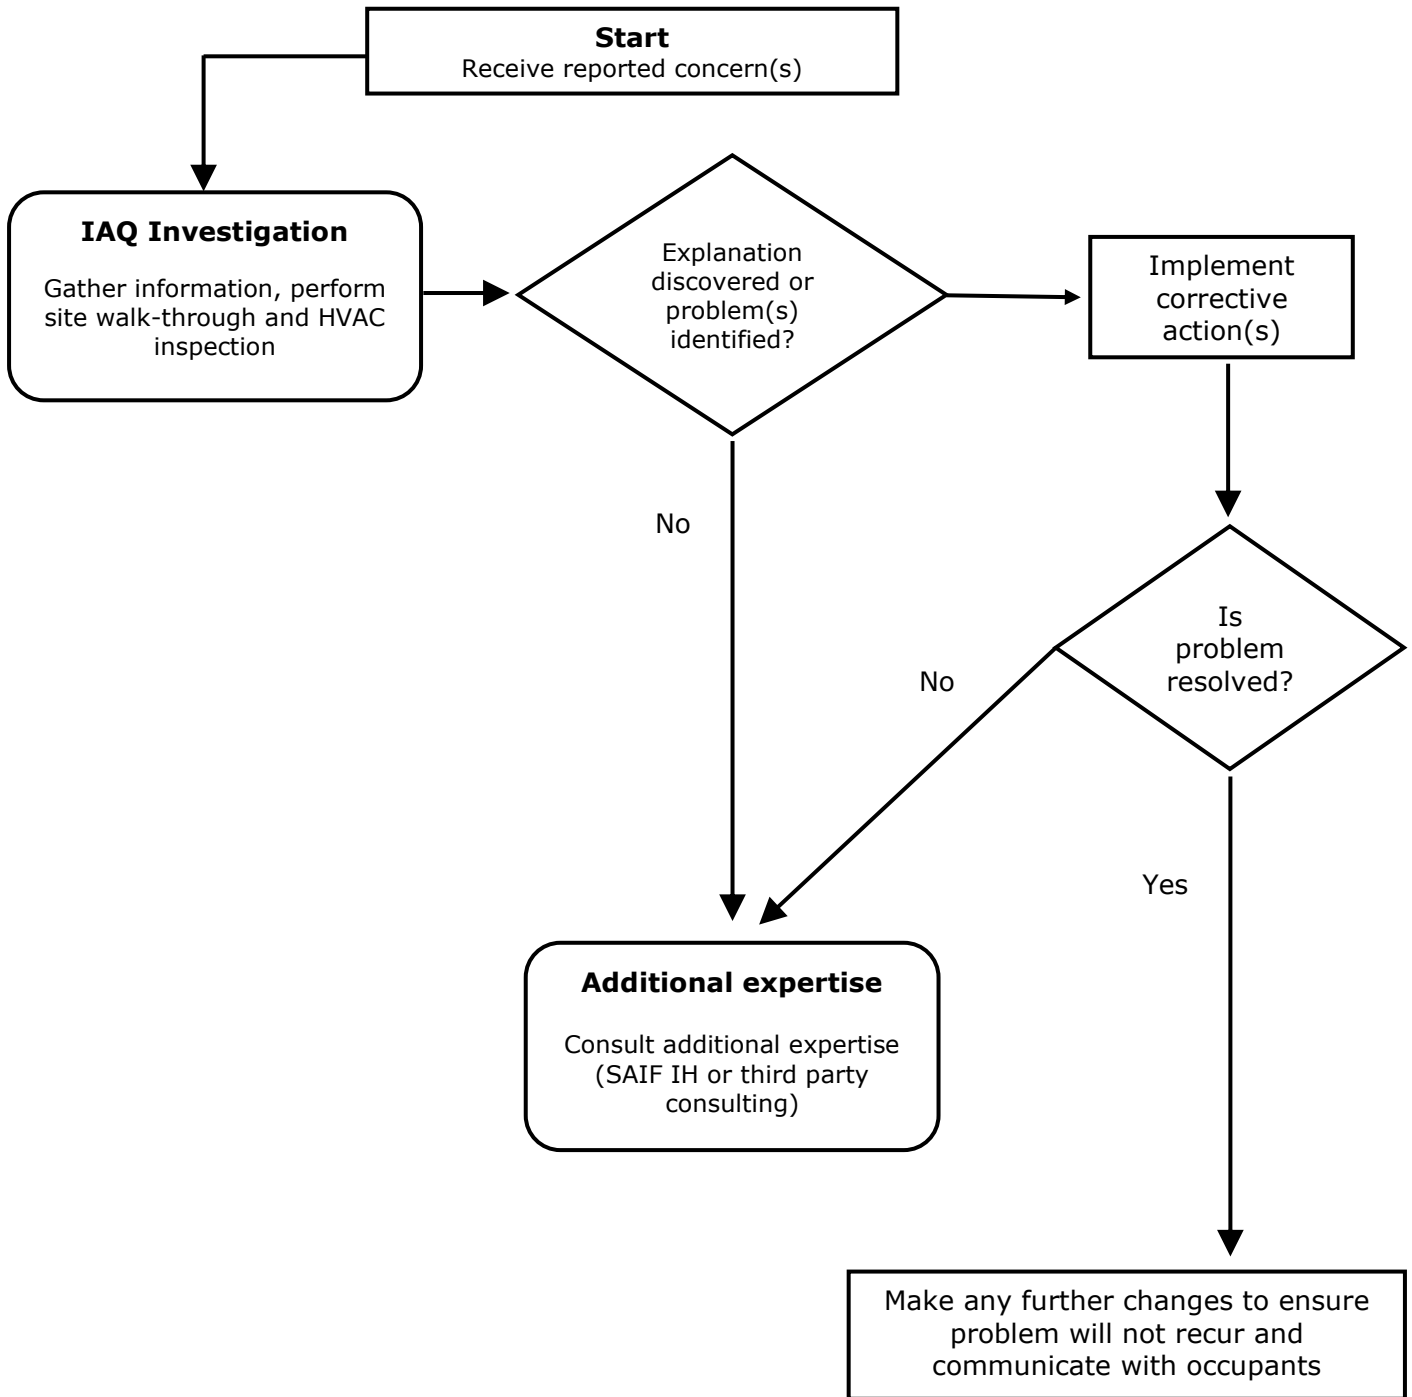 Start
Receive reported concern(s)
IAQ Investigation
Gather information, perform
site walk-through and HVAC
inspection
Explanation
discovered or
problem(s)
identified?
Implement
corrective
action(s)
No
Is
problem
resolved?
No
Yes
Additional expertise
Consult additional expertise
(SAIF IH or third party
consulting)
Make any further changes to ensure
problem will not recur and
communicate with occupants